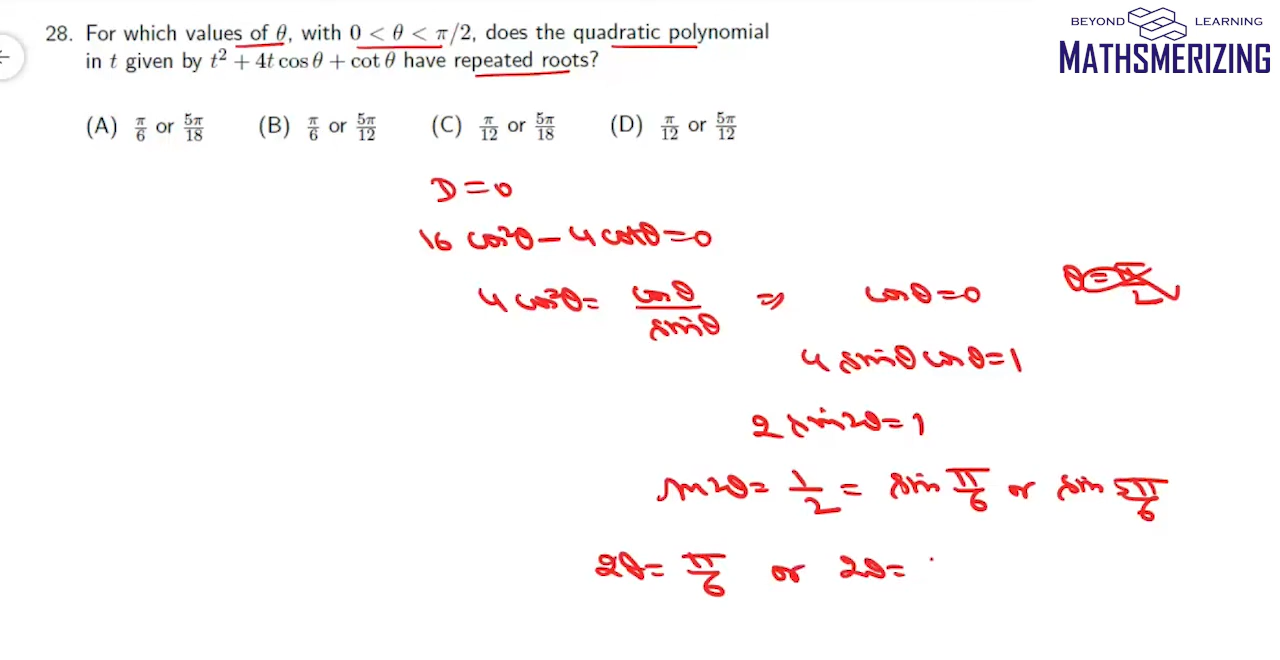 BEYOND LEARNING
MATHSMERIZING
28. For which values of θ, with 0 < θ < π/2, does the quadratic polynomial
in t given by t² + 4t cos θ + cot θ have repeated roots?
(A) π/6 or 5π/18 (B) π/6 or 5π/12 (C) π/12 or 5π/18 (D) π/12 or 5π/12
D = 0
16 cos²θ − 4 cotθ = 0
4 cos²θ = cosθ/sinθ ⇒ cosθ = 0 θ = π/2
4 sinθ cosθ = 1
2 sin2θ = 1
sin2θ = 1/2 = sin π/6 or sin 5π/6
2θ = π/6 or 2θ =